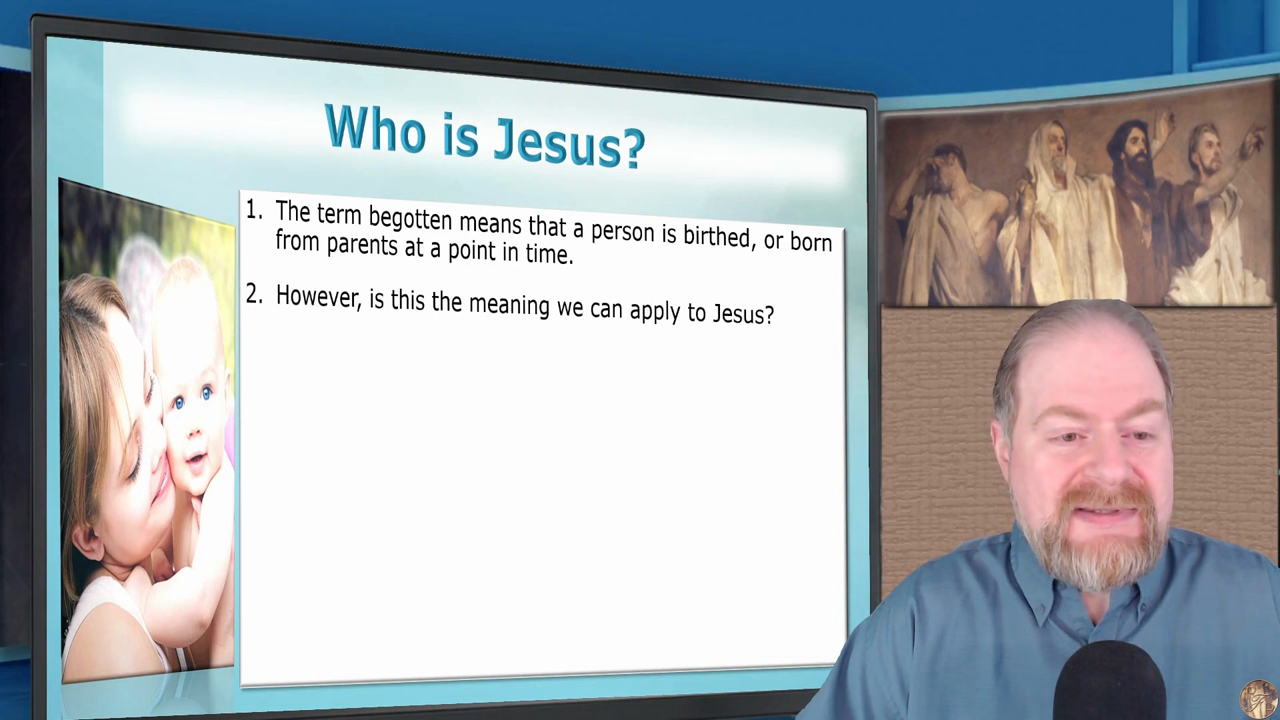 Who is Jesus?
1. The term begotten means that a person is birthed, or born
from parents at a point in time.
2. However, is this the meaning we can apply to Jesus?